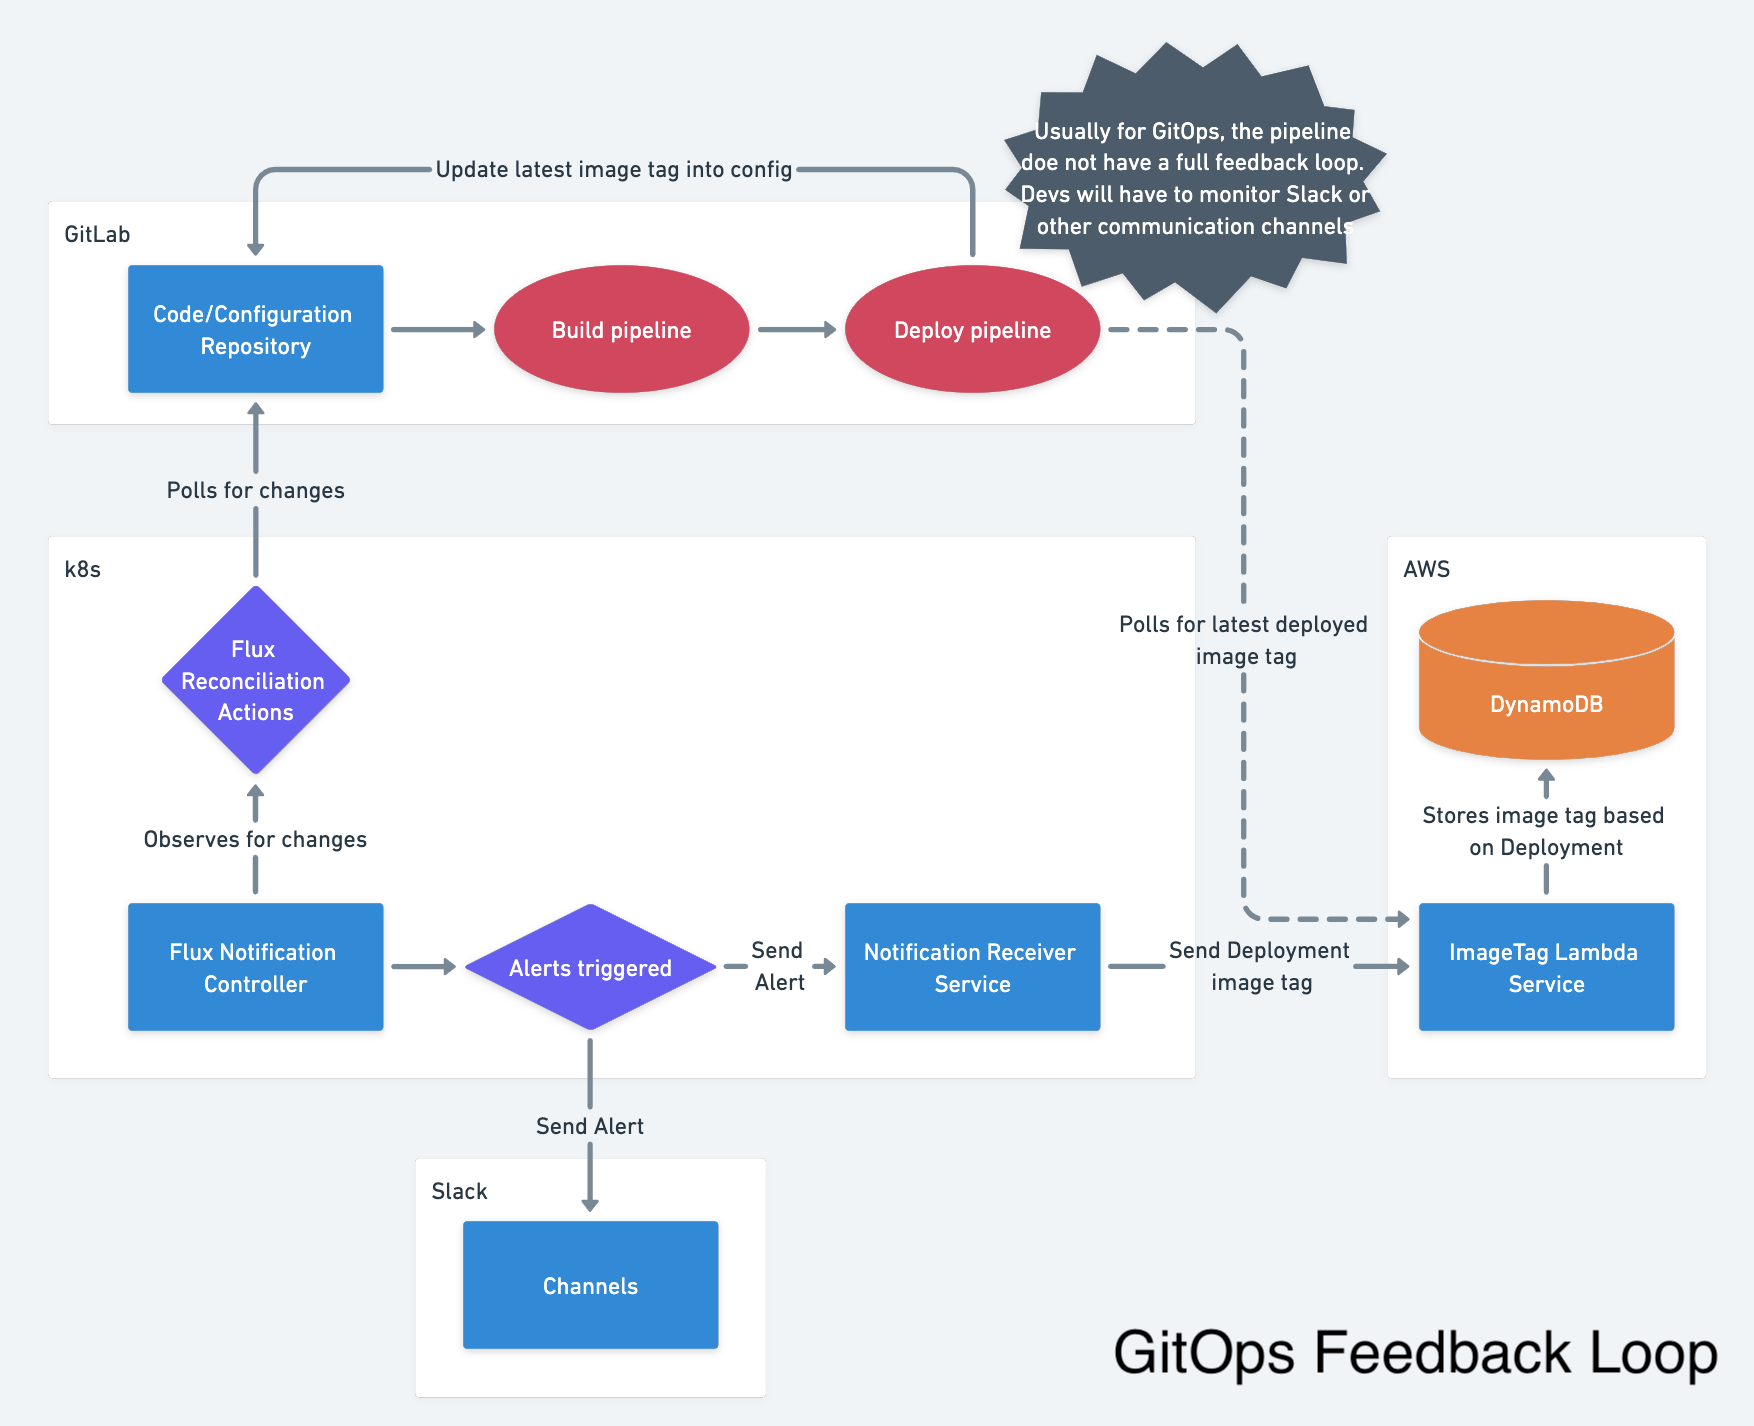 Usually for GitOps, the pipeline
doe not have a full feedback loop.
Devs will have to monitor Slack or
other communication channels
Update latest image tag into config
GitLab
Code/Configuration
Repository
Build pipeline
Deploy pipeline
Polls for changes
k8s
AWS
Flux
Reconciliation
Actions
Polls for latest deployed
image tag
DynamoDB
Observes for changes
Stores image tag based
on Deployment
Flux Notification
Controller
Alerts triggered
Send
Alert
Notification Receiver
Service
Send Deployment
image tag
ImageTag Lambda
Service
Send Alert
Slack
Channels
GitOps Feedback Loop